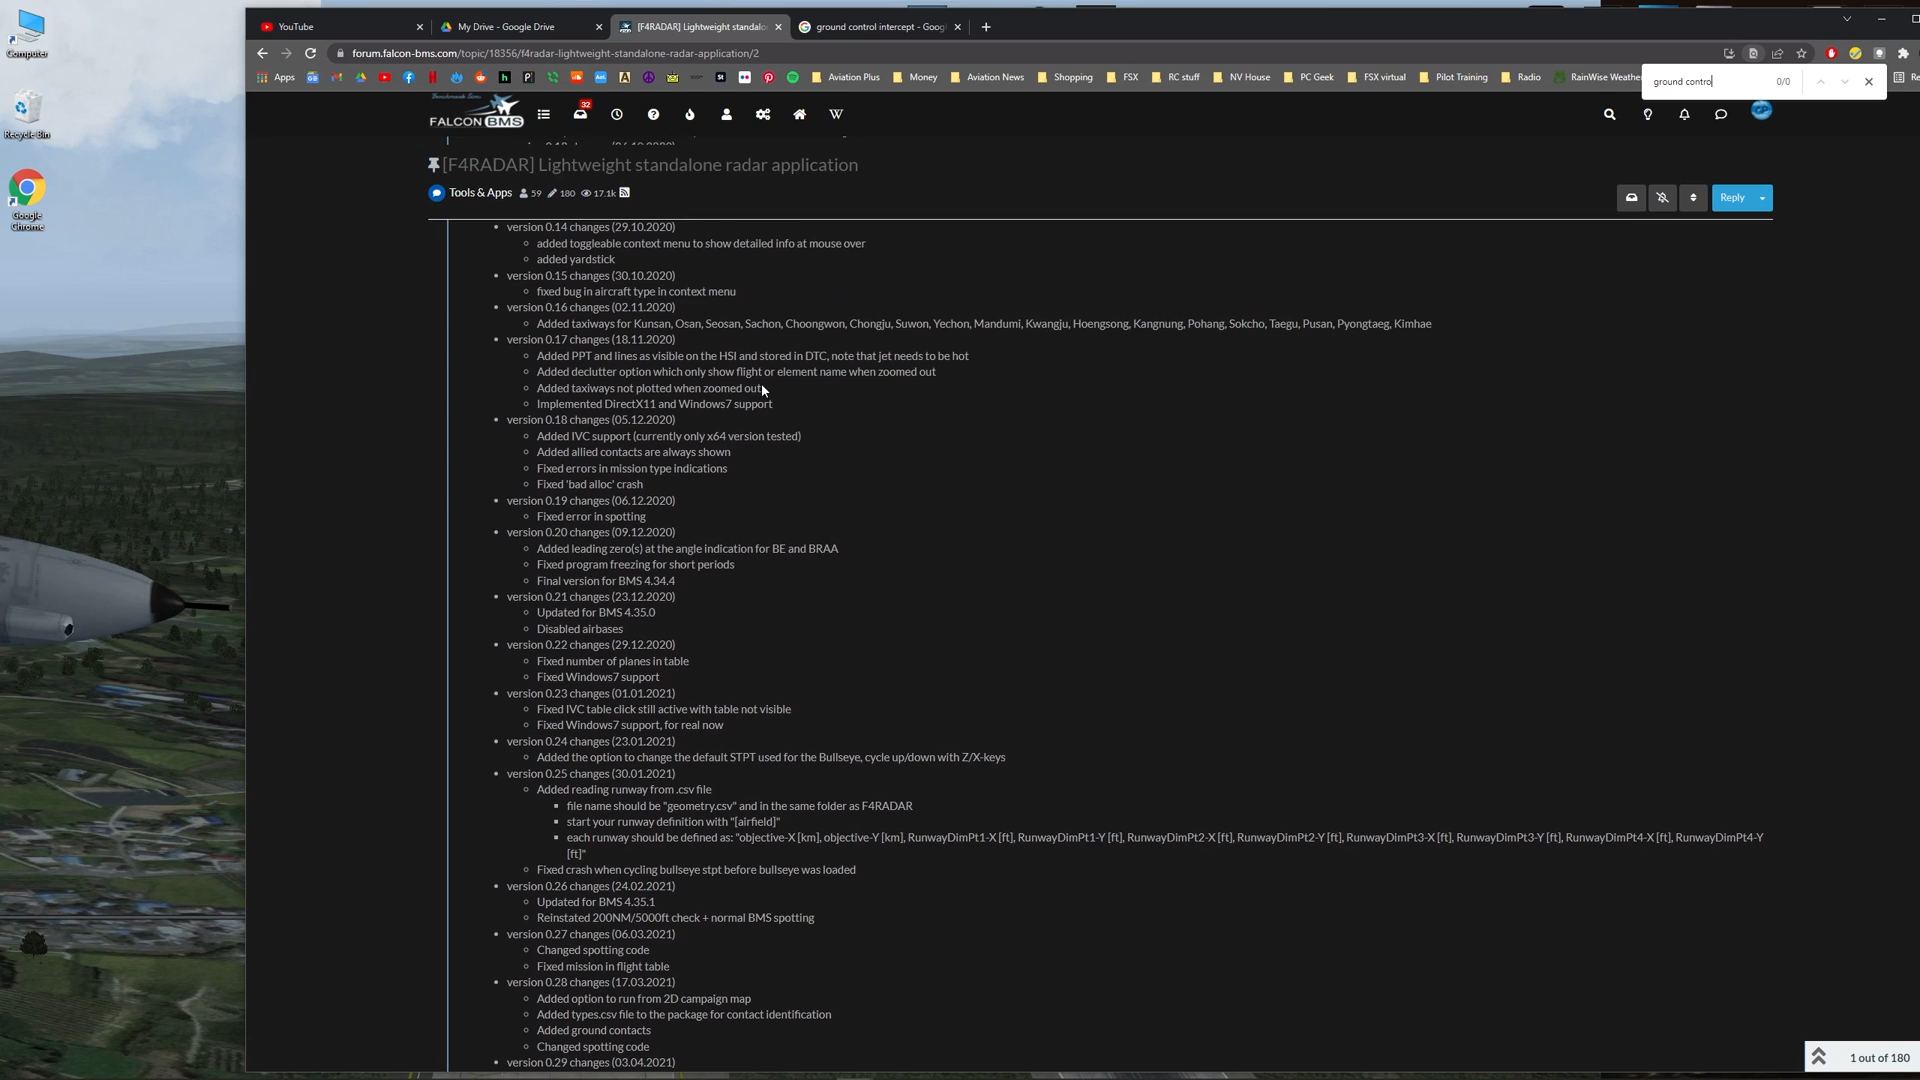 Computer
Recycle Bin
Google
Chrome
YouTube
My Drive - Google Drive
[F4RADAR] Lightweight standalo
ground control intercept - Goog
forum.falcon-bms.com/topic/18356/f4radar-lightweight-standalone-radar-application/2
Apps
Aviation Plus
Money
Aviation News
Shopping
FSX
RC stuff
NV House
PC Geek
FSX virtual
Pilot Training
Radio
RainWise Weathe
Re
ground contro
0/0
FALCON BMS
32
[F4RADAR] Lightweight standalone radar application
Tools & Apps 59 180 17.1k
Reply
version 0.14 changes (29.10.2020)
added toggleable context menu to show detailed info at mouse over
added yardstick
version 0.15 changes (30.10.2020)
fixed bug in aircraft type in context menu
version 0.16 changes (02.11.2020)
Added taxiways for Kunsan, Osan, Seosan, Sachon, Choongwon, Chongju, Suwon, Yechon, Mandumi, Kwangju, Hoengsong, Kangnung, Pohang, Sokcho, Taegu, Pusan, Pyongtaeg, Kimhae
version 0.17 changes (18.11.2020)
Added PPT and lines as visible on the HSI and stored in DTC, note that jet needs to be hot
Added declutter option which only show flight or element name when zoomed out
Added taxiways not plotted when zoomed out
Implemented DirectX11 and Windows7 support
version 0.18 changes (05.12.2020)
Added IVC support (currently only x64 version tested)
Added allied contacts are always shown
Fixed errors in mission type indications
Fixed 'bad alloc' crash
version 0.19 changes (06.12.2020)
Fixed error in spotting
version 0.20 changes (09.12.2020)
Added leading zero(s) at the angle indication for BE and BRAA
Fixed program freezing for short periods
Final version for BMS 4.34.4
version 0.21 changes (23.12.2020)
Updated for BMS 4.35.0
Disabled airbases
version 0.22 changes (29.12.2020)
Fixed number of planes in table
Fixed Windows7 support
version 0.23 changes (01.01.2021)
Fixed IVC table click still active with table not visible
Fixed Windows7 support, for real now
version 0.24 changes (23.01.2021)
Added the option to change the default STPT used for the Bullseye, cycle up/down with Z/X-keys
version 0.25 changes (30.01.2021)
Added reading runway from .csv file
file name should be "geometry.csv" and in the same folder as F4RADAR
start your runway definition with "[airfield]"
each runway should be defined as: "objective-X [km], objective-Y [km], RunwayDimPt1-X [ft], RunwayDimPt1-Y [ft], RunwayDimPt2-X [ft], RunwayDimPt2-Y [ft], RunwayDimPt3-X [ft], RunwayDimPt3-Y [ft], RunwayDimPt4-X [ft], RunwayDimPt4-Y
[ft]"
Fixed crash when cycling bullseye stpt before bullseye was loaded
version 0.26 changes (24.02.2021)
Updated for BMS 4.35.1
Reinstated 200NM/5000ft check + normal BMS spotting
version 0.27 changes (06.03.2021)
Changed spotting code
Fixed mission in flight table
version 0.28 changes (17.03.2021)
Added option to run from 2D campaign map
Added types.csv file to the package for contact identification
Added ground contacts
Changed spotting code
version 0.29 changes (03.04.2021)
1 out of 180